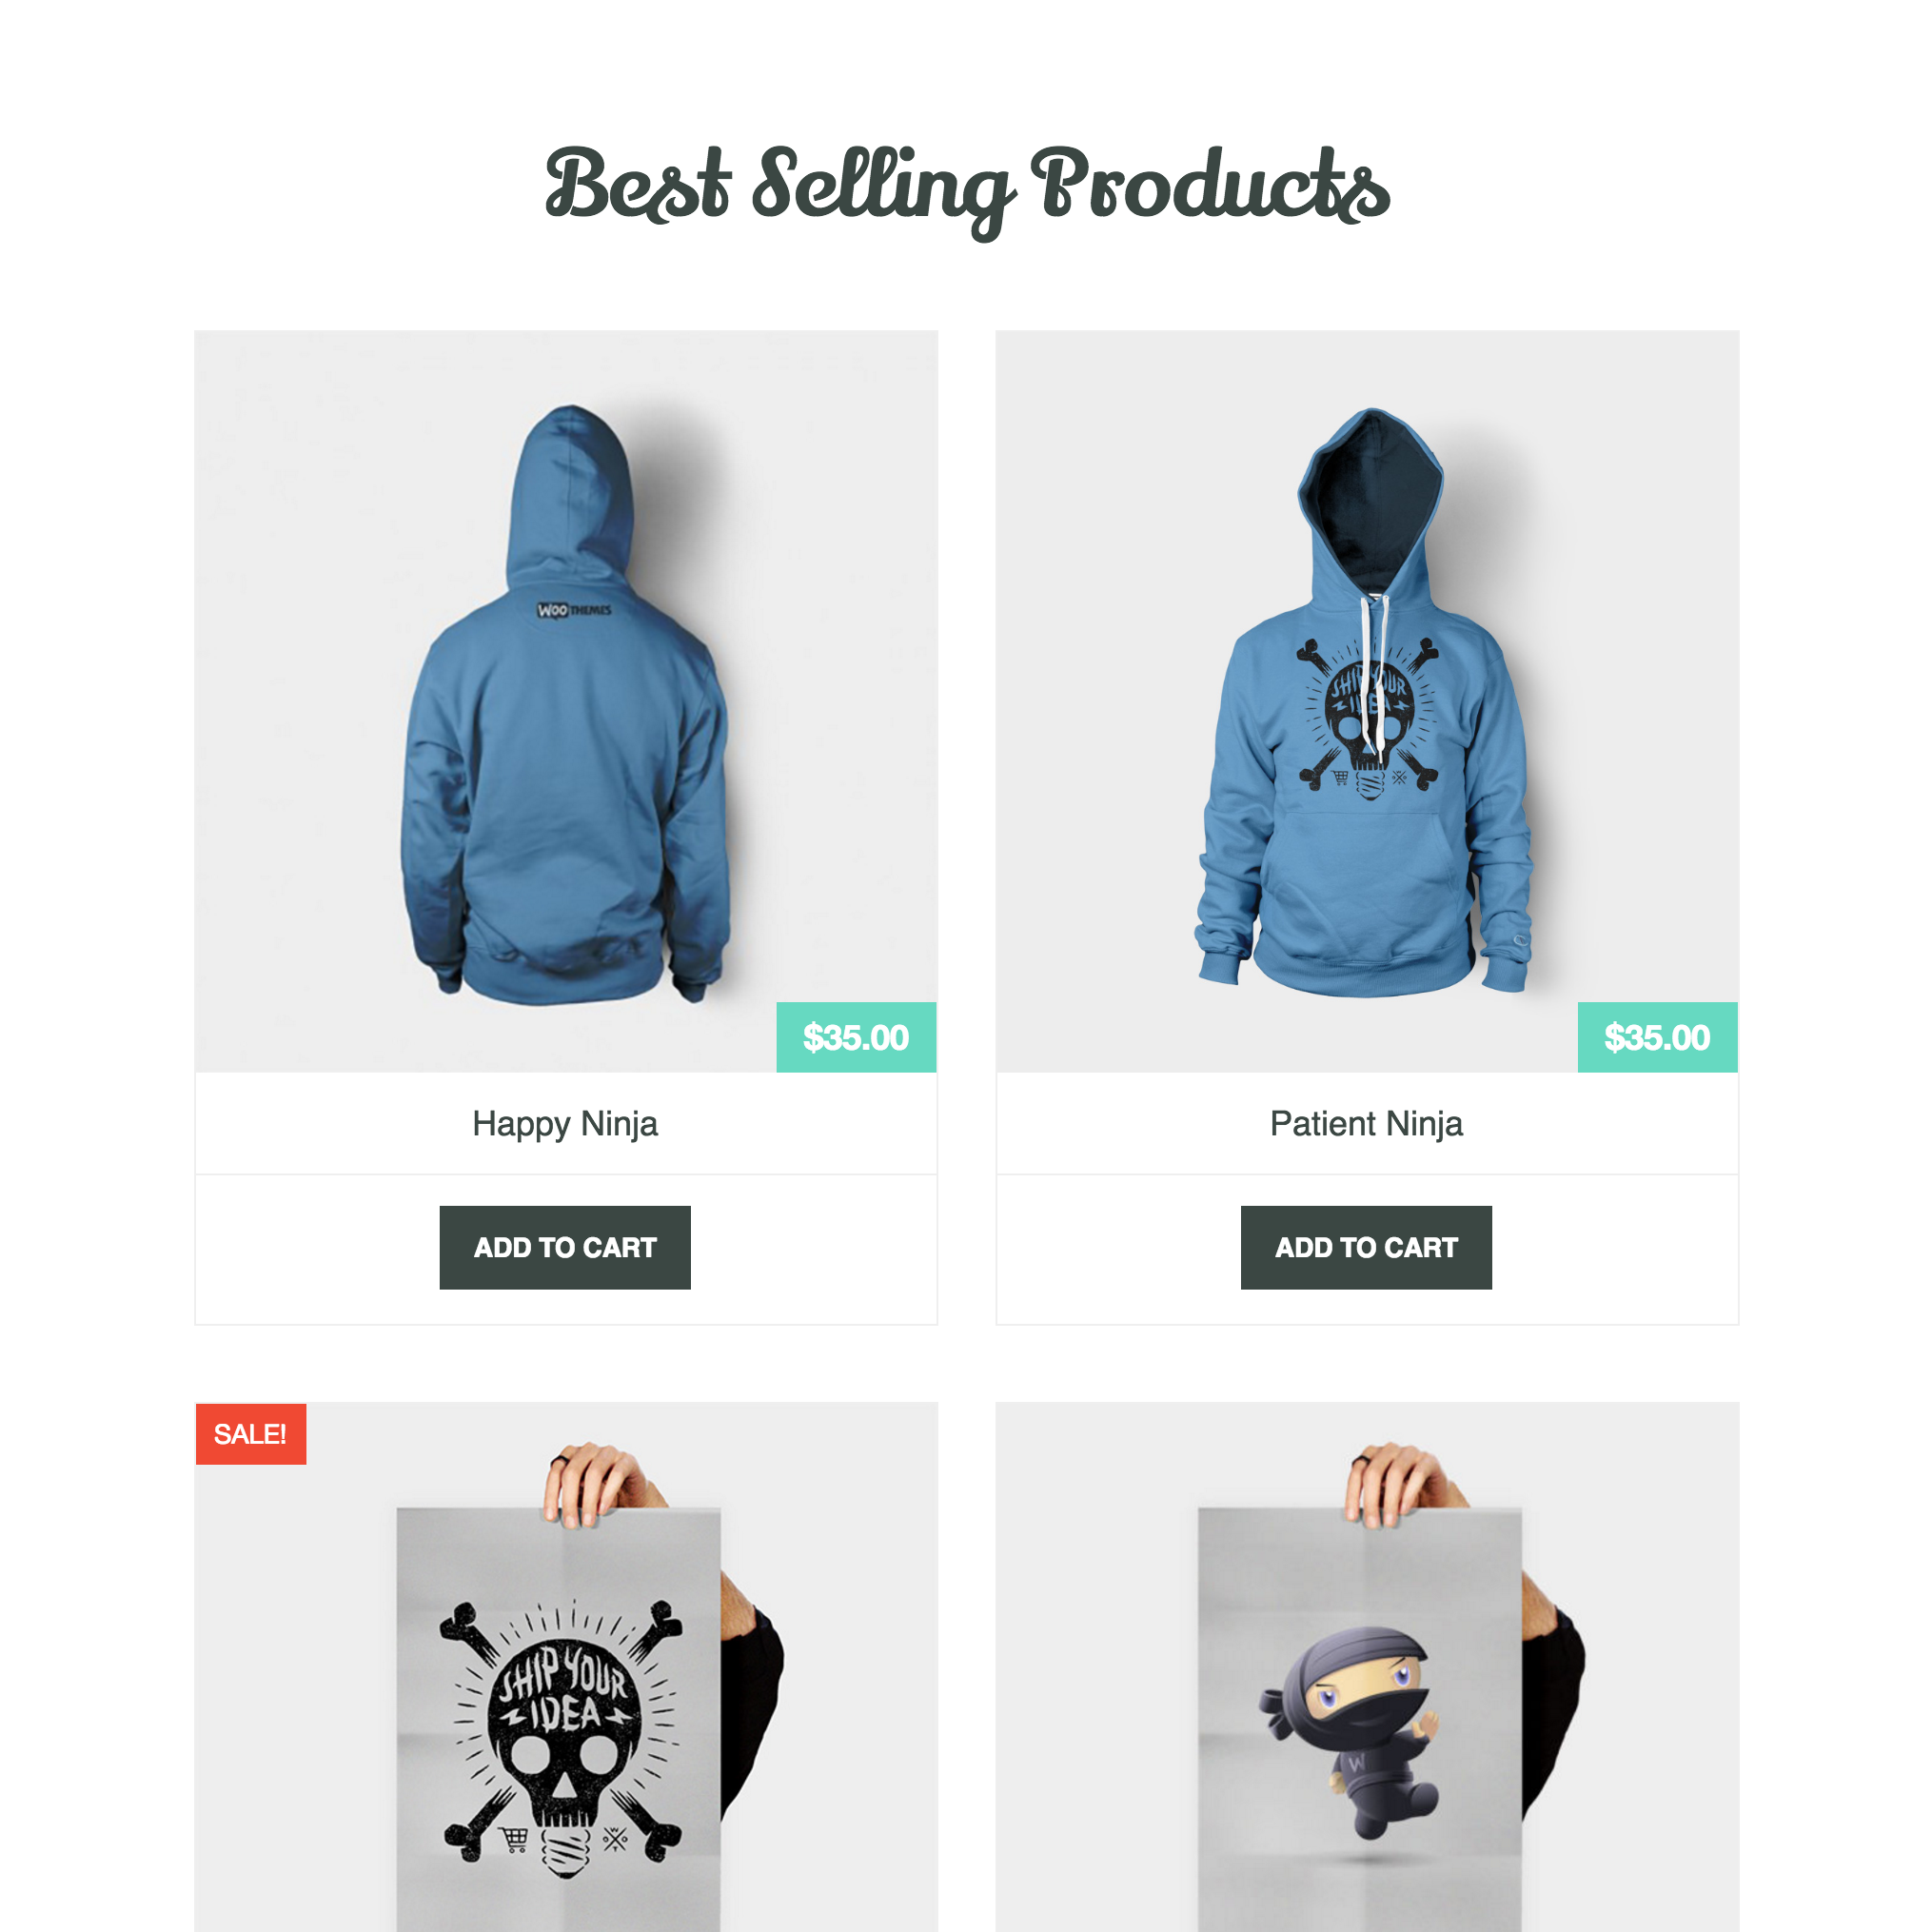 Best Selling Products
WOOTHEMES
SHIP YOUR
IDEA
$35.00
$35.00
Happy Ninja
Patient Ninja
ADD TO CART
ADD TO CART
SALE!
SHIP YOUR
IDEA
W